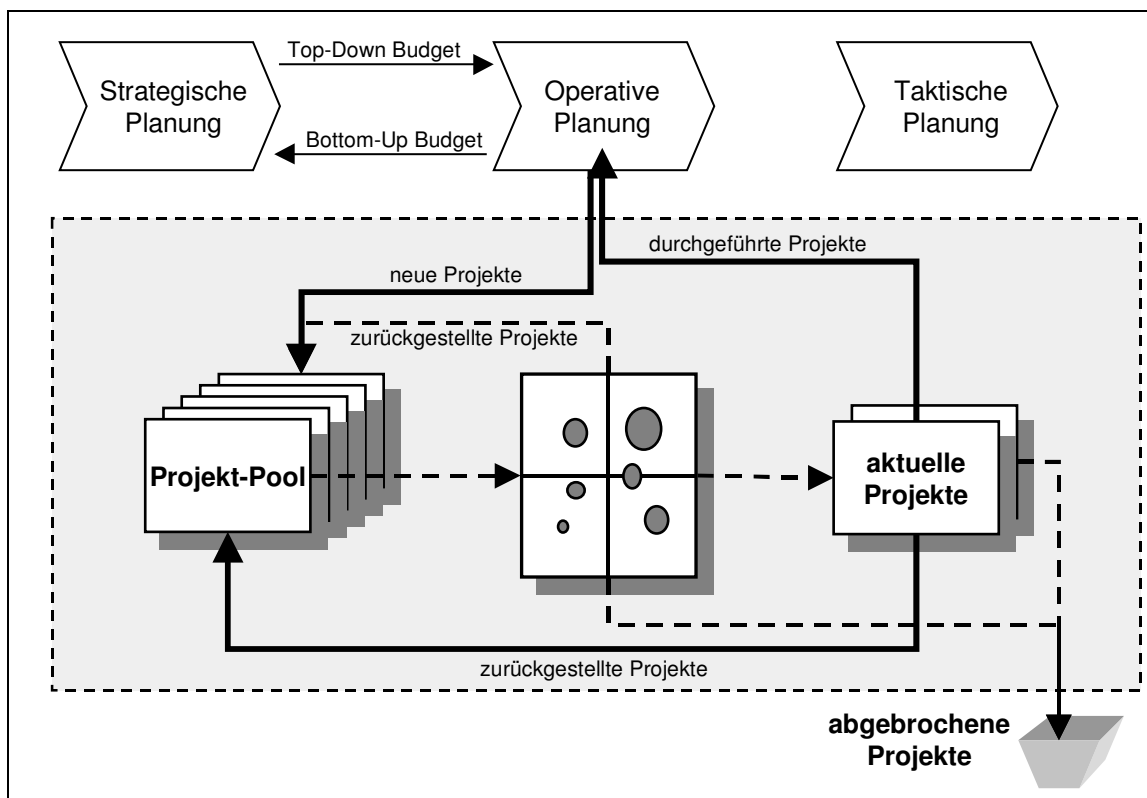 Strategische
Planung
Top-Down Budget
Bottom-Up Budget
Operative
Planung
Taktische
Planung
durchgeführte Projekte
neue Projekte
zurückgestellte Projekte
Projekt-Pool
aktuelle
Projekte
zurückgestellte Projekte
abgebrochene
Projekte